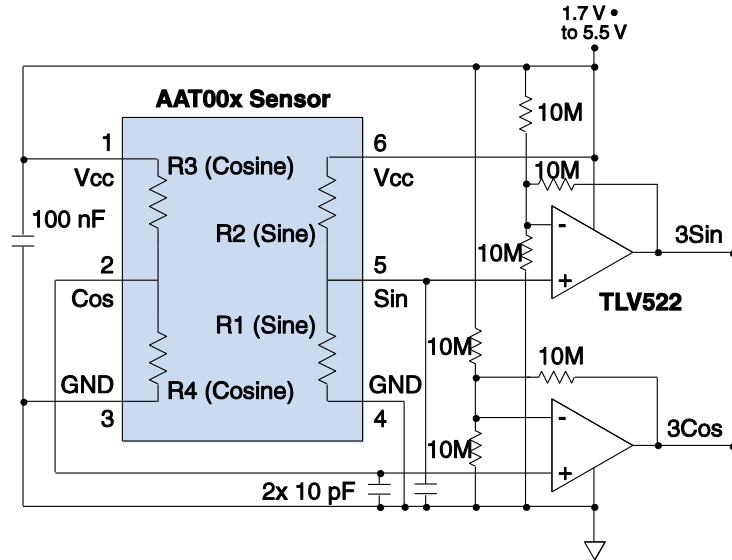 1.7 V •
to 5.5 V
AAT00x Sensor
10M
1
6
R3 (Cosine)
10M
Vcc
Vcc
100 nF
R2 (Sine)
-
3Sin
10M
2
5
+
Cos
Sin
TLV522
R1 (Sine)
10M
10M
GND
R4 (Cosine)
GND
3
4
-
3Cos
10M
+
2x 10 pF